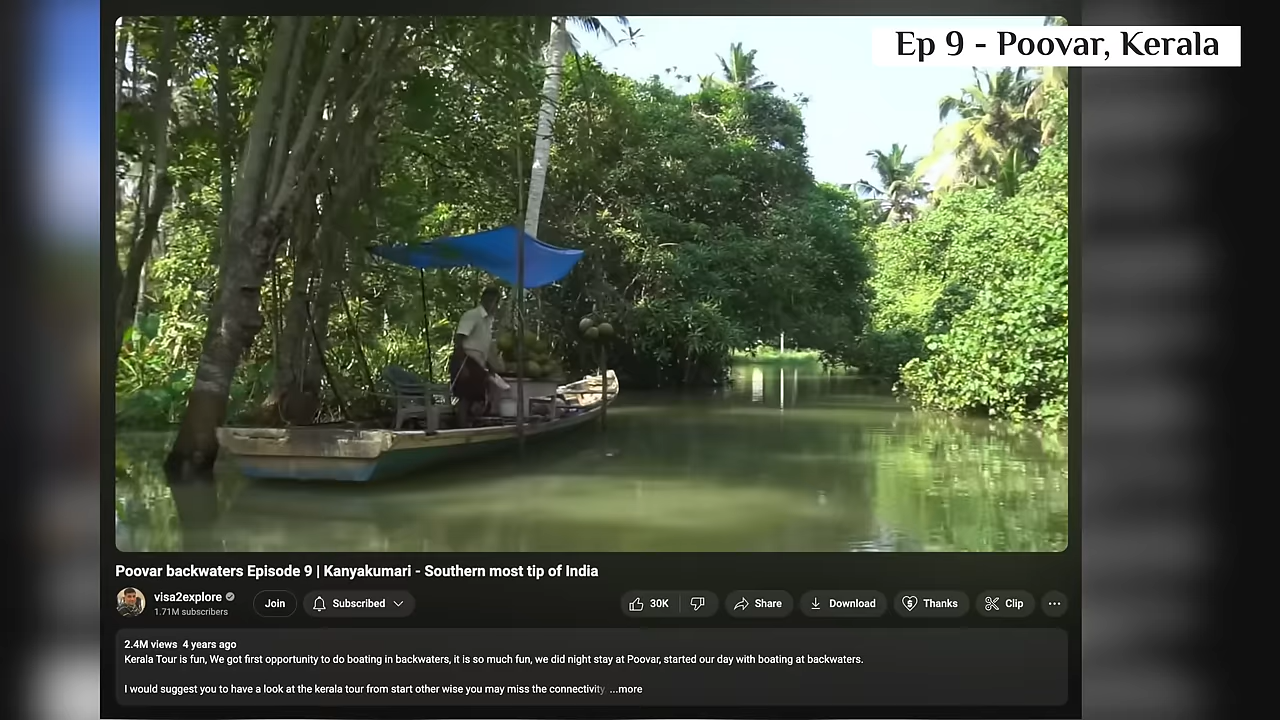 Ep 9 - Poovar, Kerala
Poovar backwaters Episode 9 | Kanyakumari - Southern most tip of India
visa2explore
1.71M subscribers
Join
Subscribed
30K
Share
Download
Thanks
Clip
2.4M views 4 years ago
Kerala Tour is fun, We got first opportunity to do boating in backwaters, it is so much fun, we did night stay at Poovar, started our day with boating at backwaters.
I would suggest you to have a look at the kerala tour from start other wise you may miss the connectivity ...more